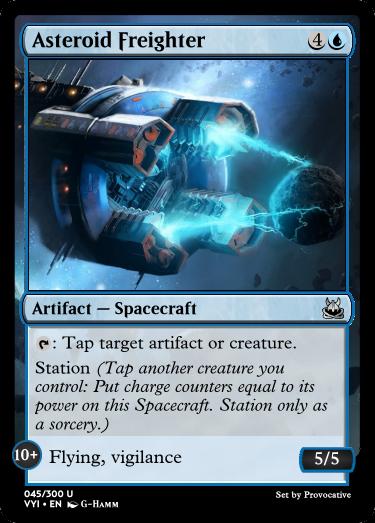 Asteroid Freighter 4
Artifact — Spacecraft
: Tap target artifact or creature.
Station (Tap another creature you
control: Put charge counters equal to its
power on this Spacecraft. Station only as
a sorcery.)
10+ Flying, vigilance
5/5
045/300 U
VYI • EN G-HAMM
Set by Provocative